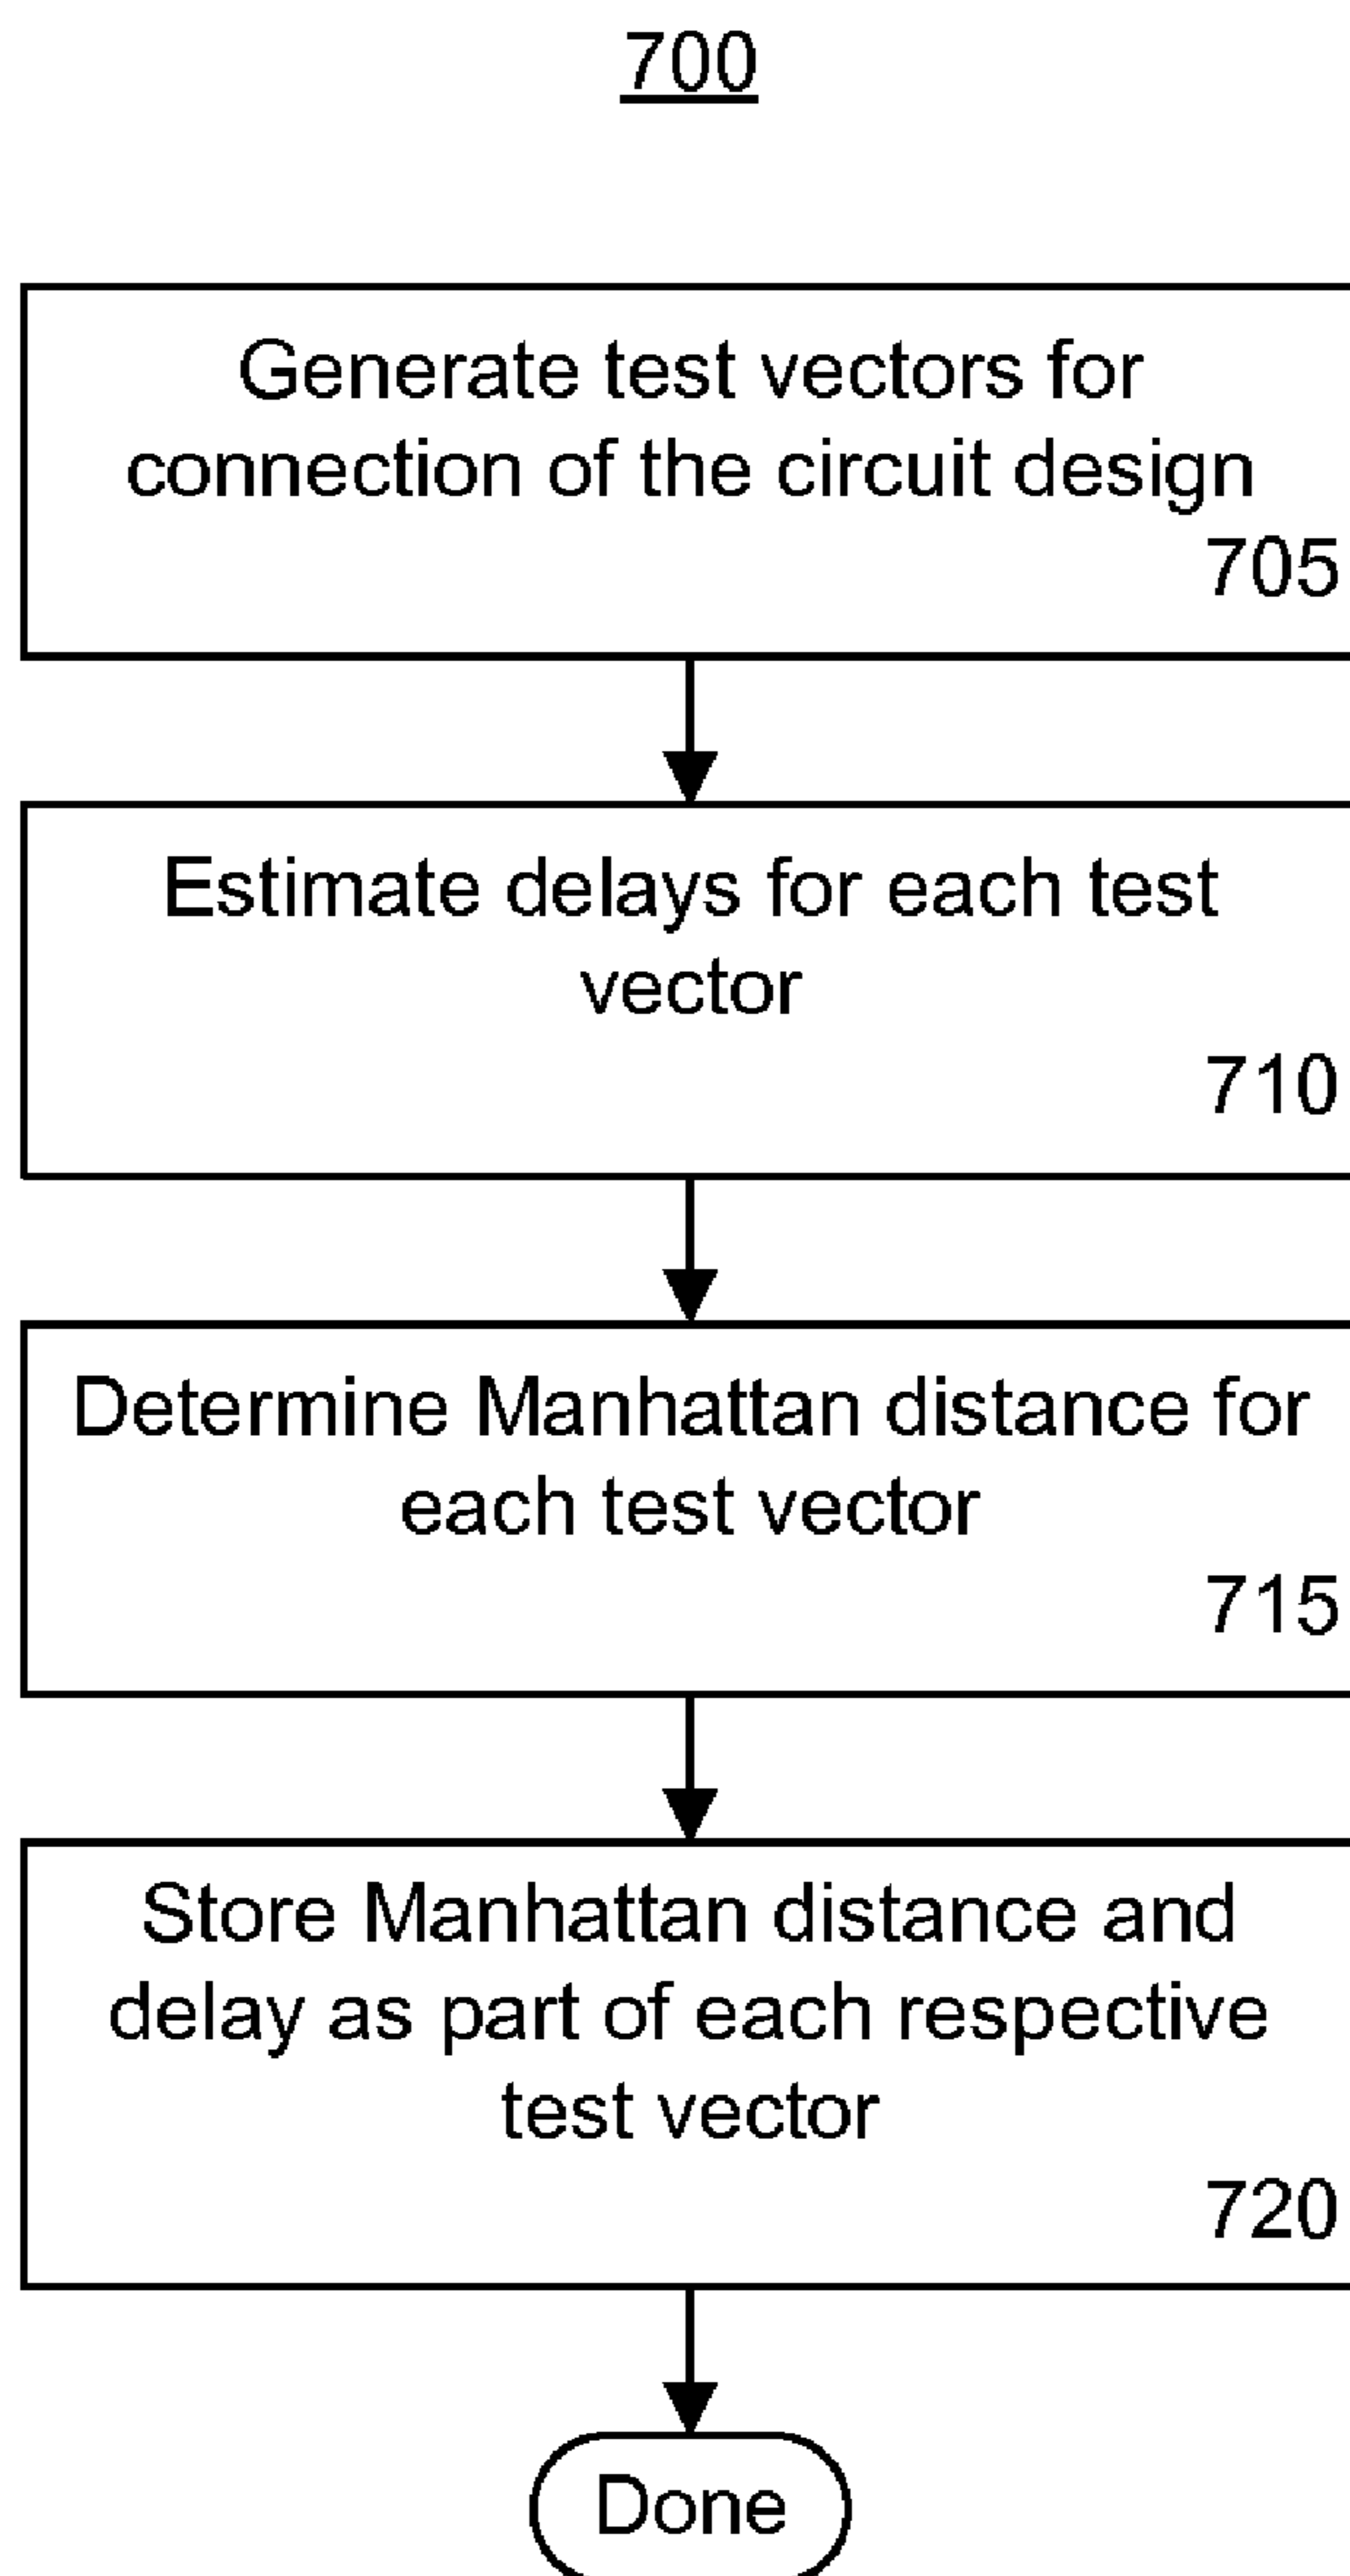 700
Generate test vectors for
connection of the circuit design
705
Estimate delays for each test
vector
710
Determine Manhattan distance for
each test vector
715
Store Manhattan distance and
delay as part of each respective
test vector
720
Done